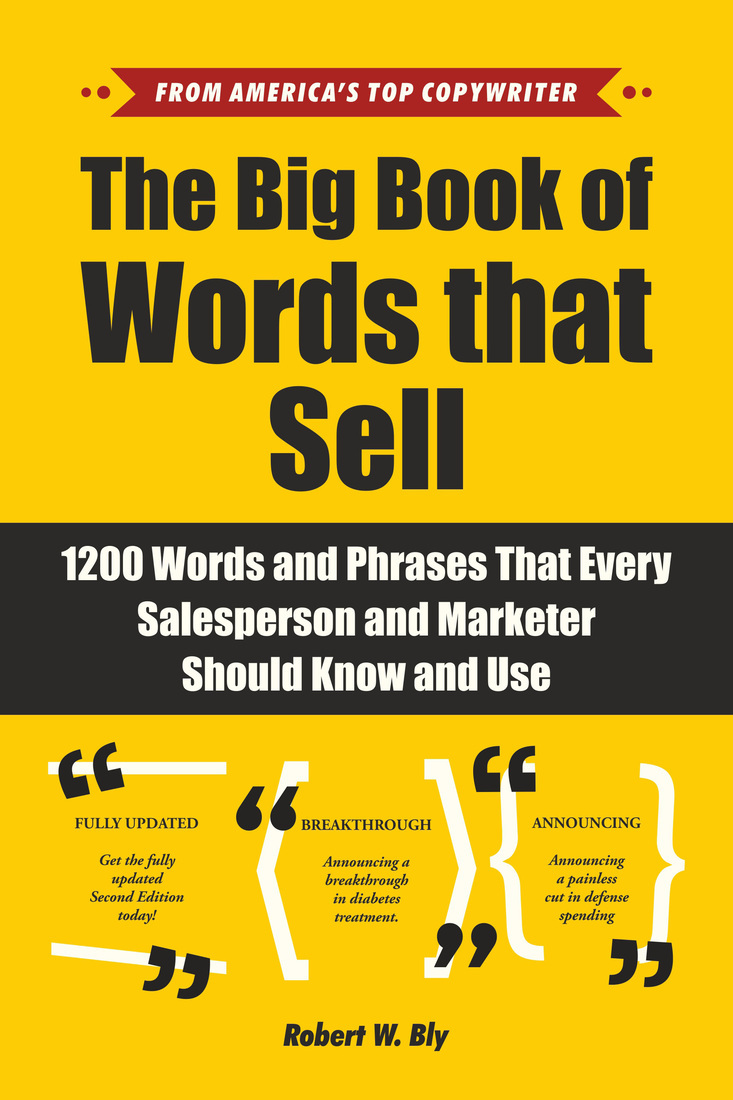 FROM AMERICA'S TOP COPYWRITER
The Big Book of
Words that
Sell
1200 Words and Phrases That Every
Salesperson and Marketer
Should Know and Use
FULLY UPDATED
Get the fully
updated
Second Edition
today!
BREAKTHROUGH
Announcing a
breakthrough
in diabetes
treatment.
ANNOUNCING
Announcing
a painless
cut in defense
spending
Robert W. Bly